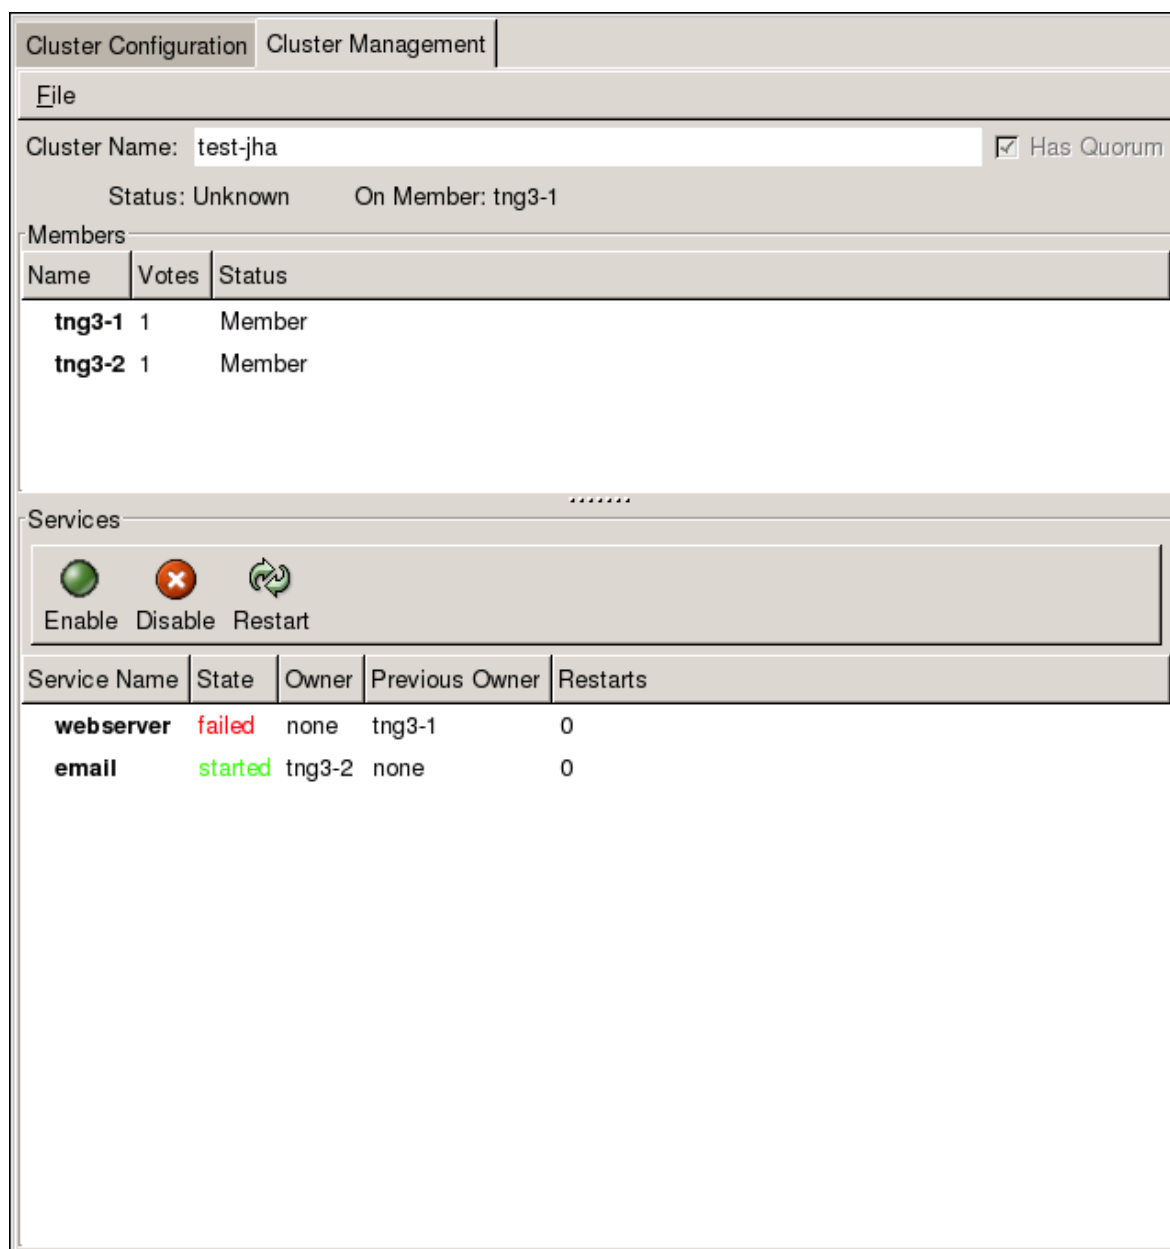 Cluster Configuration Cluster Management
File
Cluster Name: test-jha Has Quorum
Status: Unknown On Member: tng3-1
Members
Name Votes Status
tng3-1 1 Member
tng3-2 1 Member
Services
Enable Disable Restart
Service Name State Owner Previous Owner Restarts
webserver failed none tng3-1 0
email started tng3-2 none 0